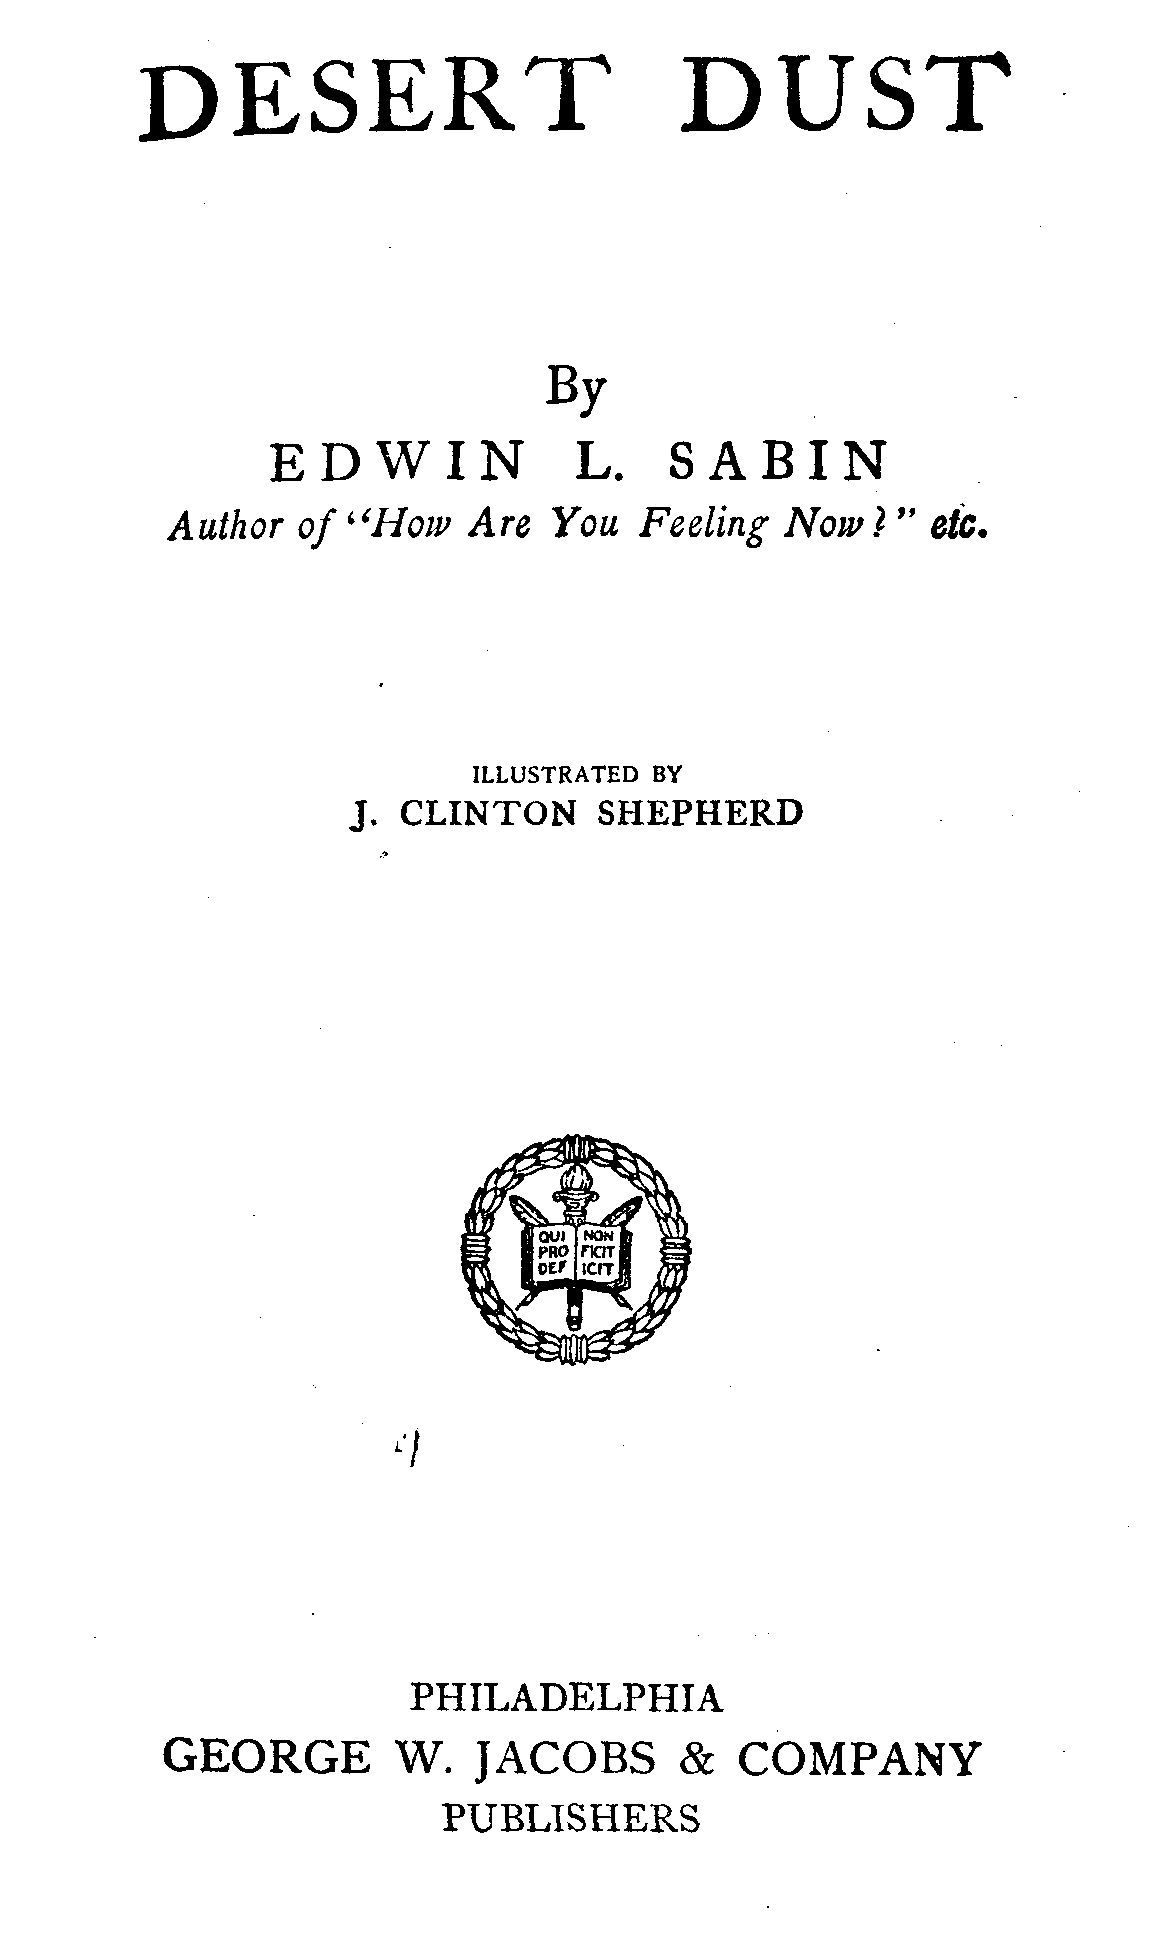 DESERT DUST
By
EDWIN L. SABIN
Author of "How Are You Feeling Now?" etc.
ILLUSTRATED BY
J. CLINTON SHEPHERD
QUI NON
PRO FICIT
DEF ICIT
PHILADELPHIA
GEORGE W. JACOBS & COMPANY
PUBLISHERS